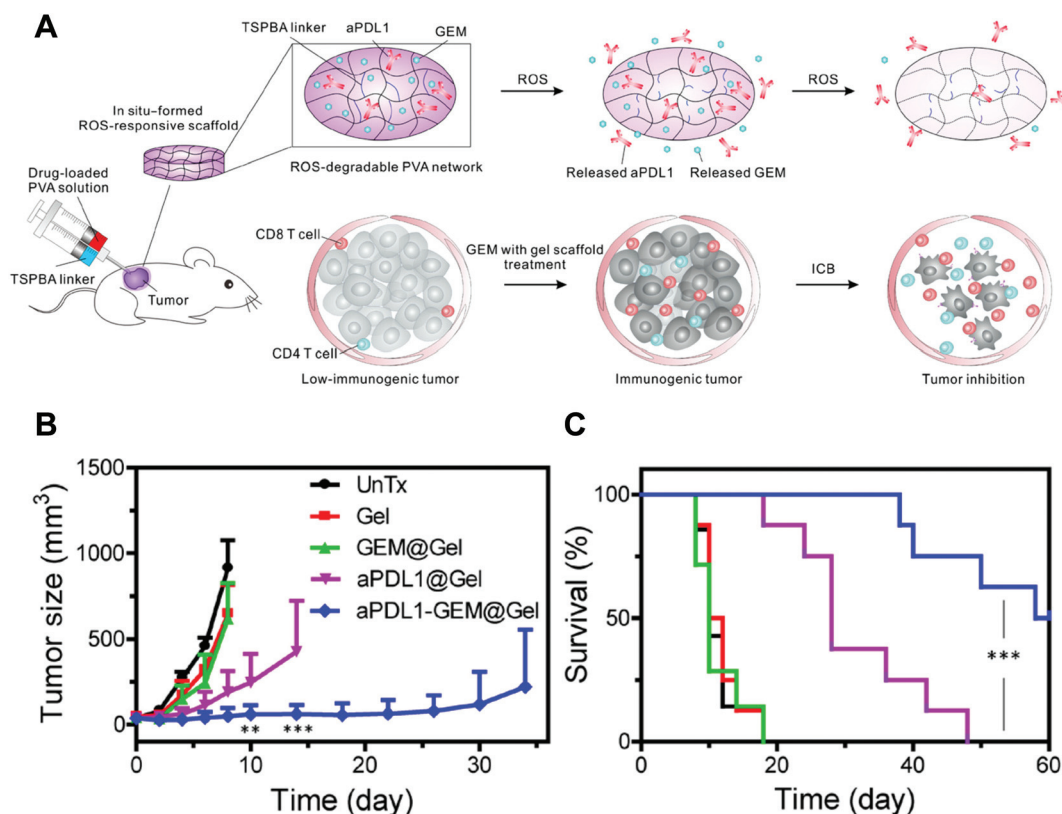 A
TSPBA linker
aPDL1
GEM
In situ–formed
ROS-responsive scaffold
ROS
ROS
ROS-degradable PVA network
Released aPDL1
Released GEM
Drug-loaded
PVA solution
TSPBA linker
Tumor
CD8 T cell
CD4 T cell
GEM with gel scaffold
treatment
ICB
Low-immunogenic tumor
Immunogenic tumor
Tumor inhibition
B
Tumor size (mm³)
1500
1000
500
0
UnTx
Gel
GEM@Gel
aPDL1@Gel
aPDL1-GEM@Gel
**
***
0
10
20
30
Time (day)
C
Survival (%)
100
50
0
***
0
20
40
60
Time (day)